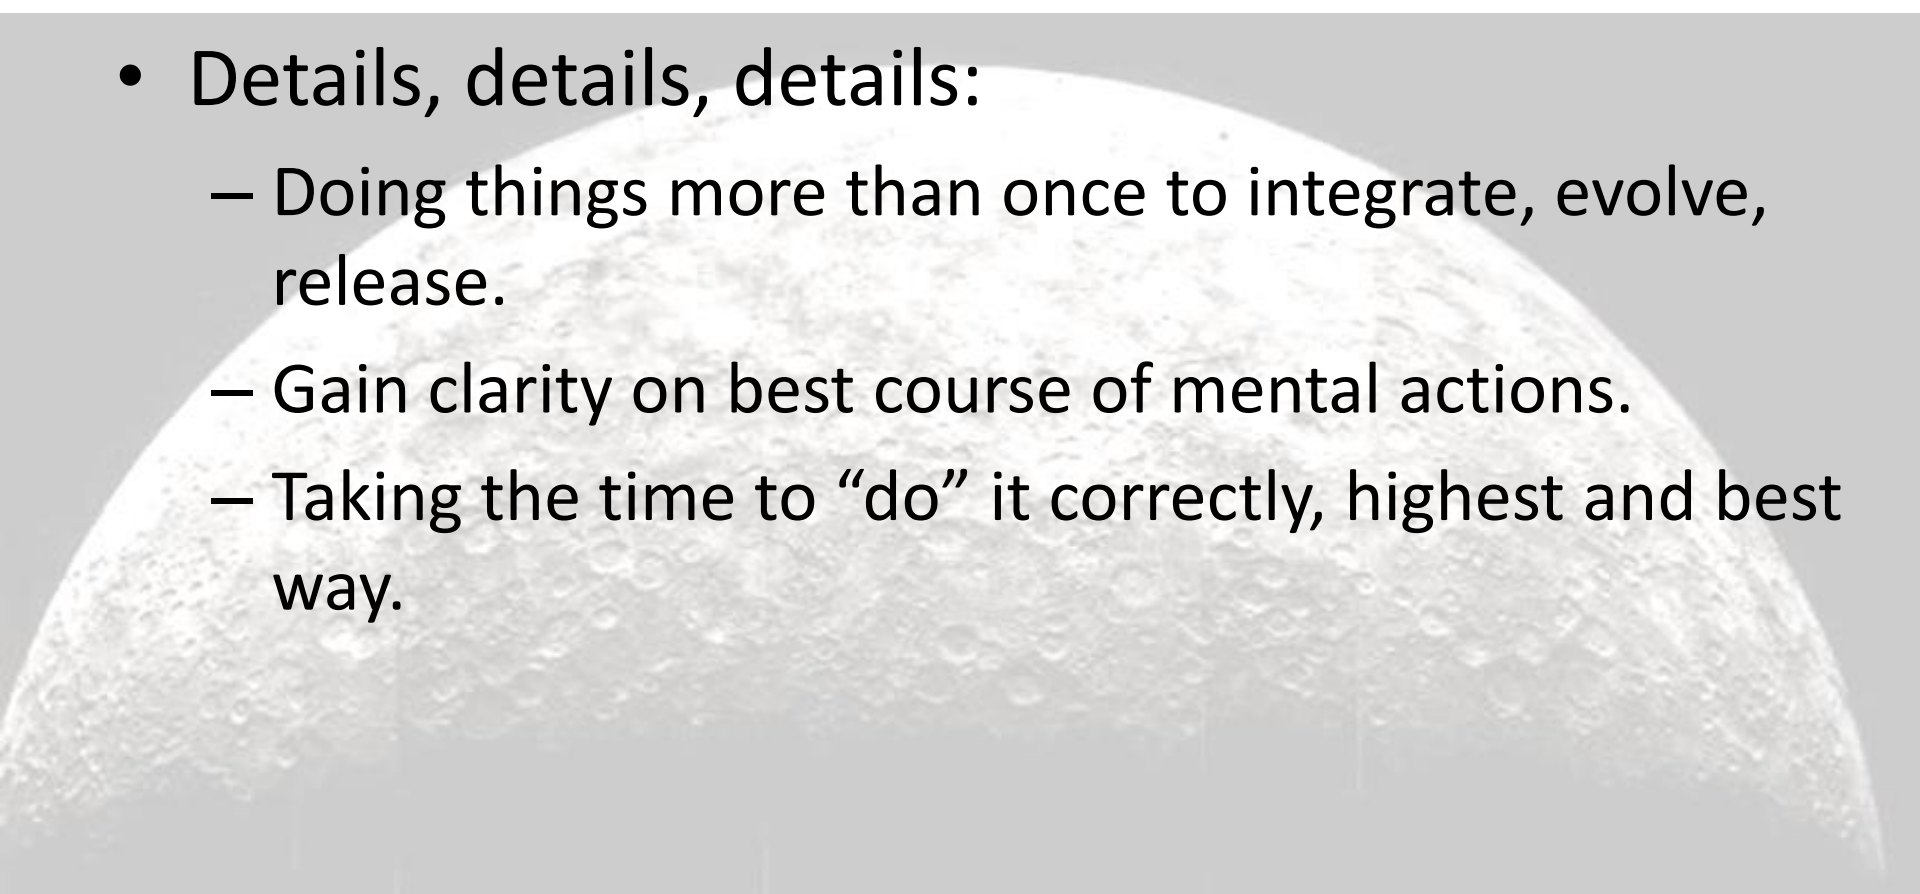 • Details, details, details:
– Doing things more than once to integrate, evolve,
release.
– Gain clarity on best course of mental actions.
– Taking the time to “do” it correctly, highest and best
way.